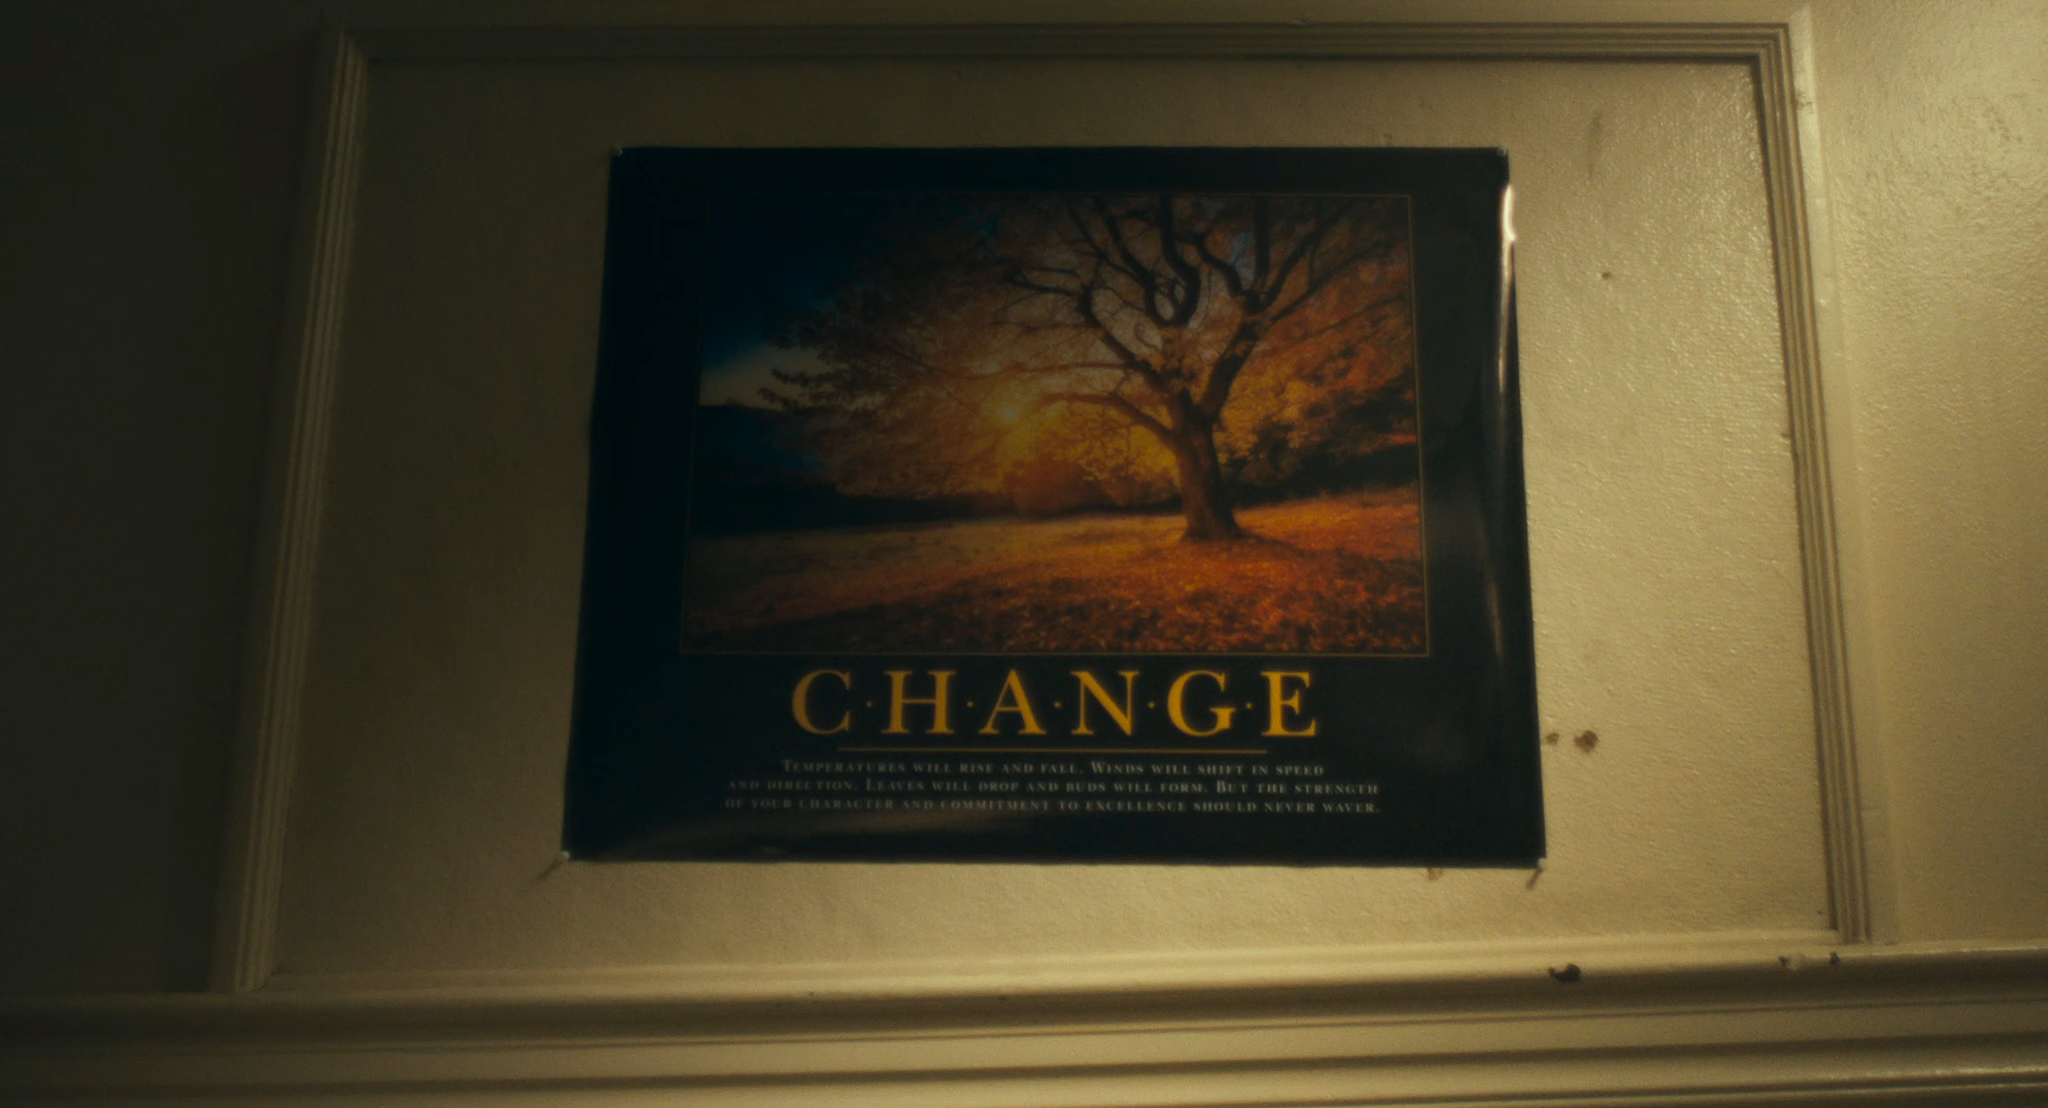 C·H·A·N·G·E
TEMPERATURES WILL RISE AND FALL. WINDS WILL SHIFT IN SPEED
AND DIRECTION. LEAVES WILL DROP AND BUDS WILL FORM. BUT THE STRENGTH
OF YOUR CHARACTER AND COMMITMENT TO EXCELLENCE SHOULD NEVER WAVER.